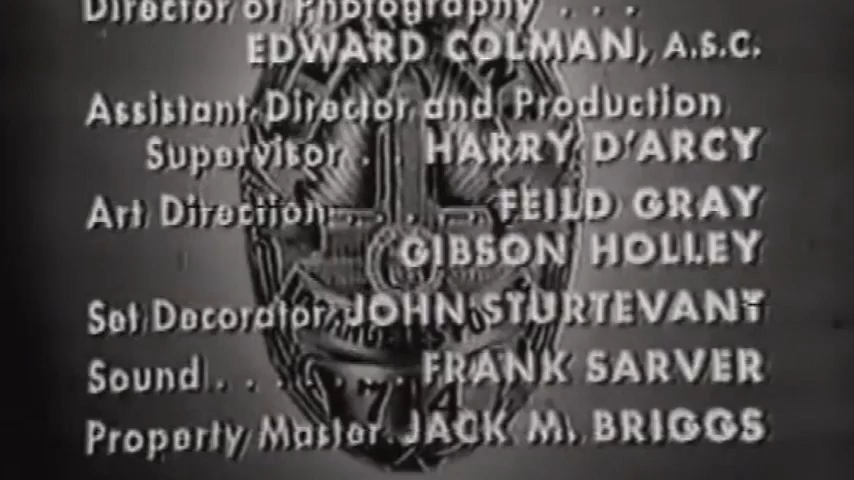 Director of Photography . . .
EDWARD COLMAN, A.S.C.
Assistant Director and Production
Supervisor . . HARRY D'ARCY
Art Direction . . . . . FEILD GRAY
GIBSON HOLLEY
Set Decorator . JOHN STURTEVANT
Sound . . . . . . . . FRANK SARVER
Property Master . JACK M. BRIGGS
714